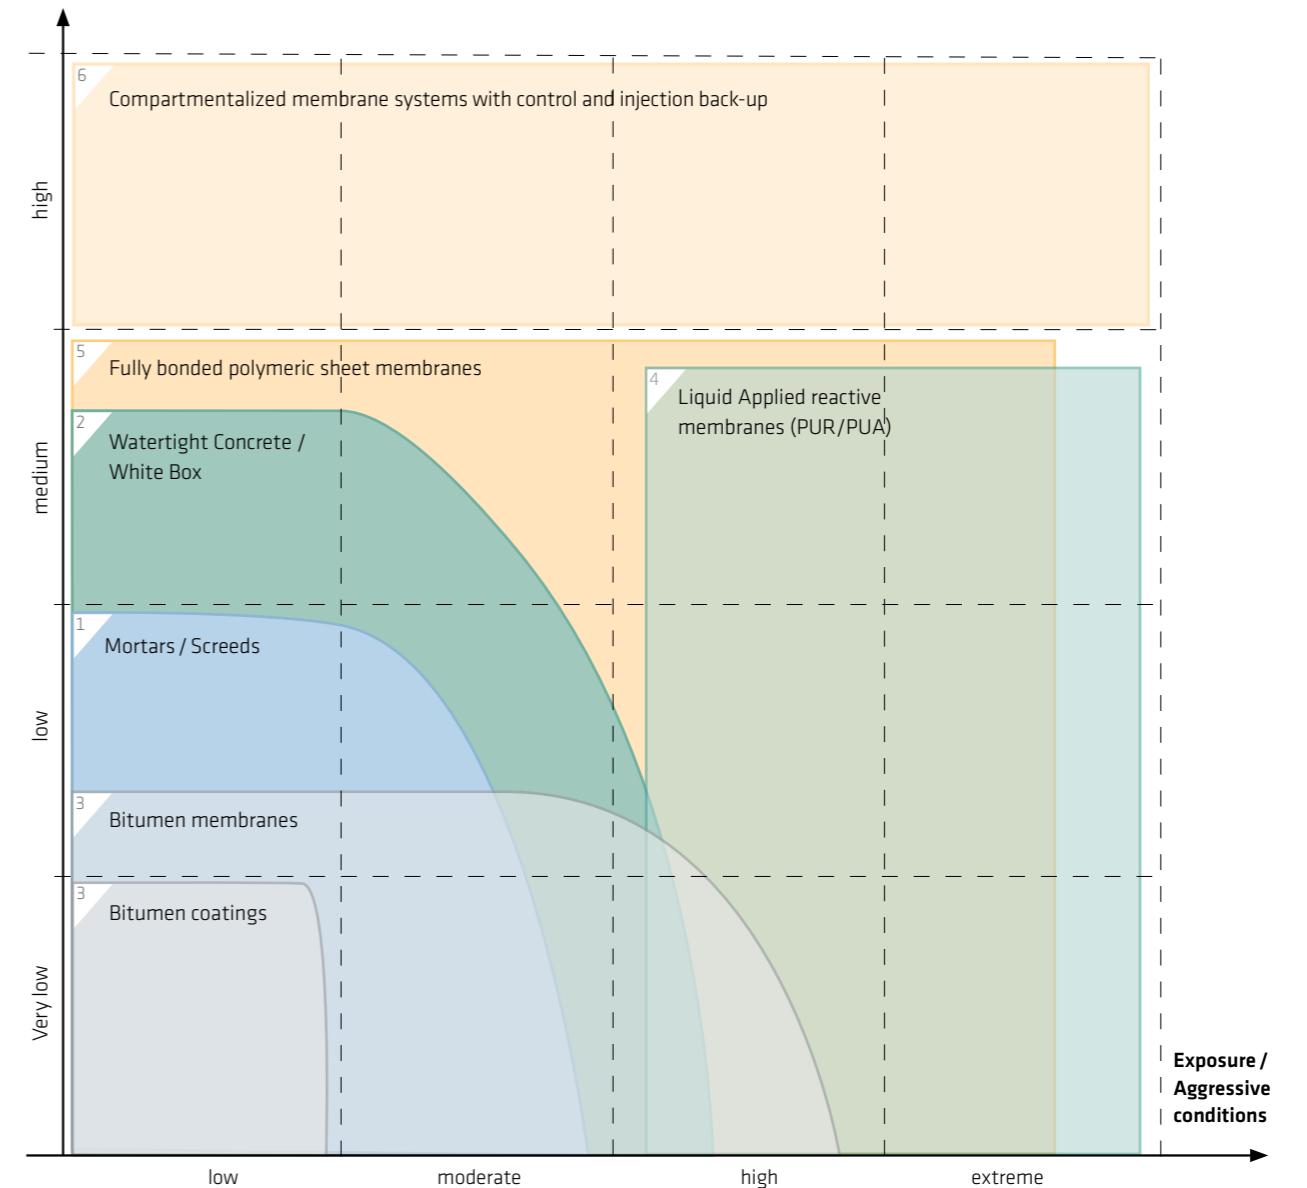 6
Compartmentalized membrane systems with control and injection back-up
high
5
Fully bonded polymeric sheet membranes
4
Liquid Applied reactive
membranes (PUR/PUA)
2
Watertight Concrete /
White Box
medium
1
Mortars / Screeds
low
3
Bitumen membranes
3
Bitumen coatings
Very low
Exposure /
Aggressive
conditions
low
moderate
high
extreme